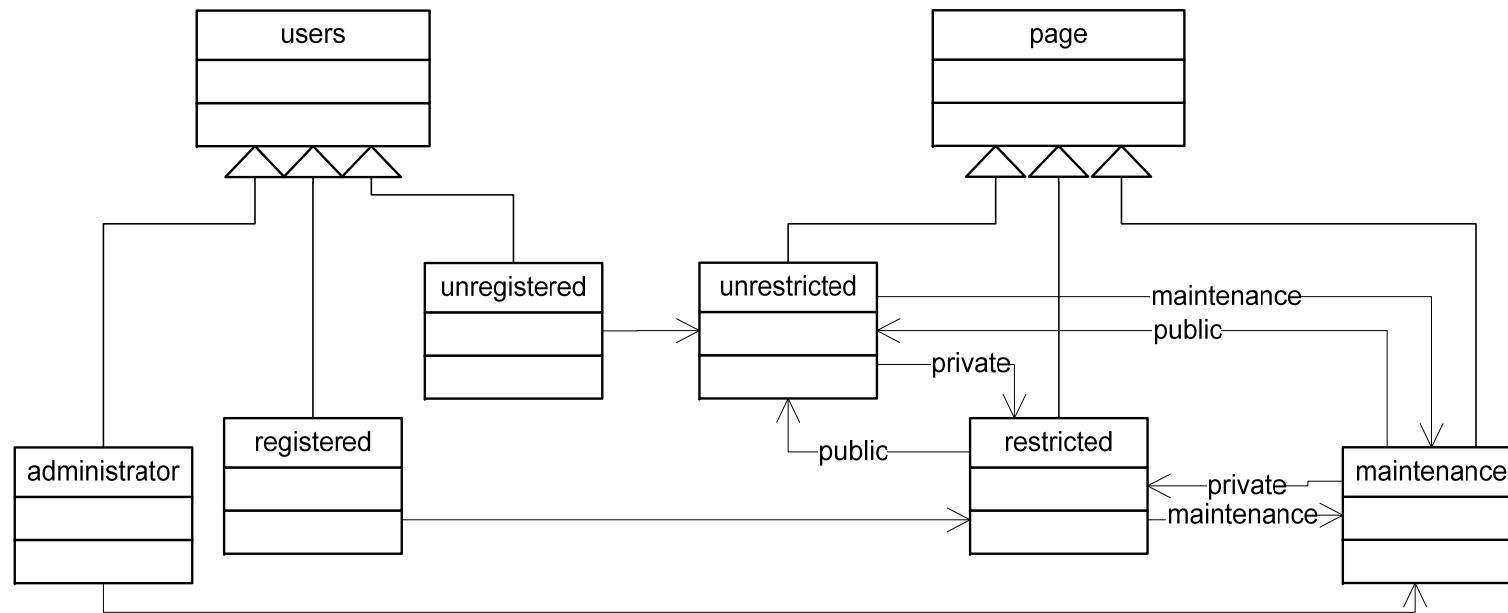 users
page
unregistered
unrestricted
maintenance
public
private
registered
restricted
public
administrator
maintenance
private
maintenance